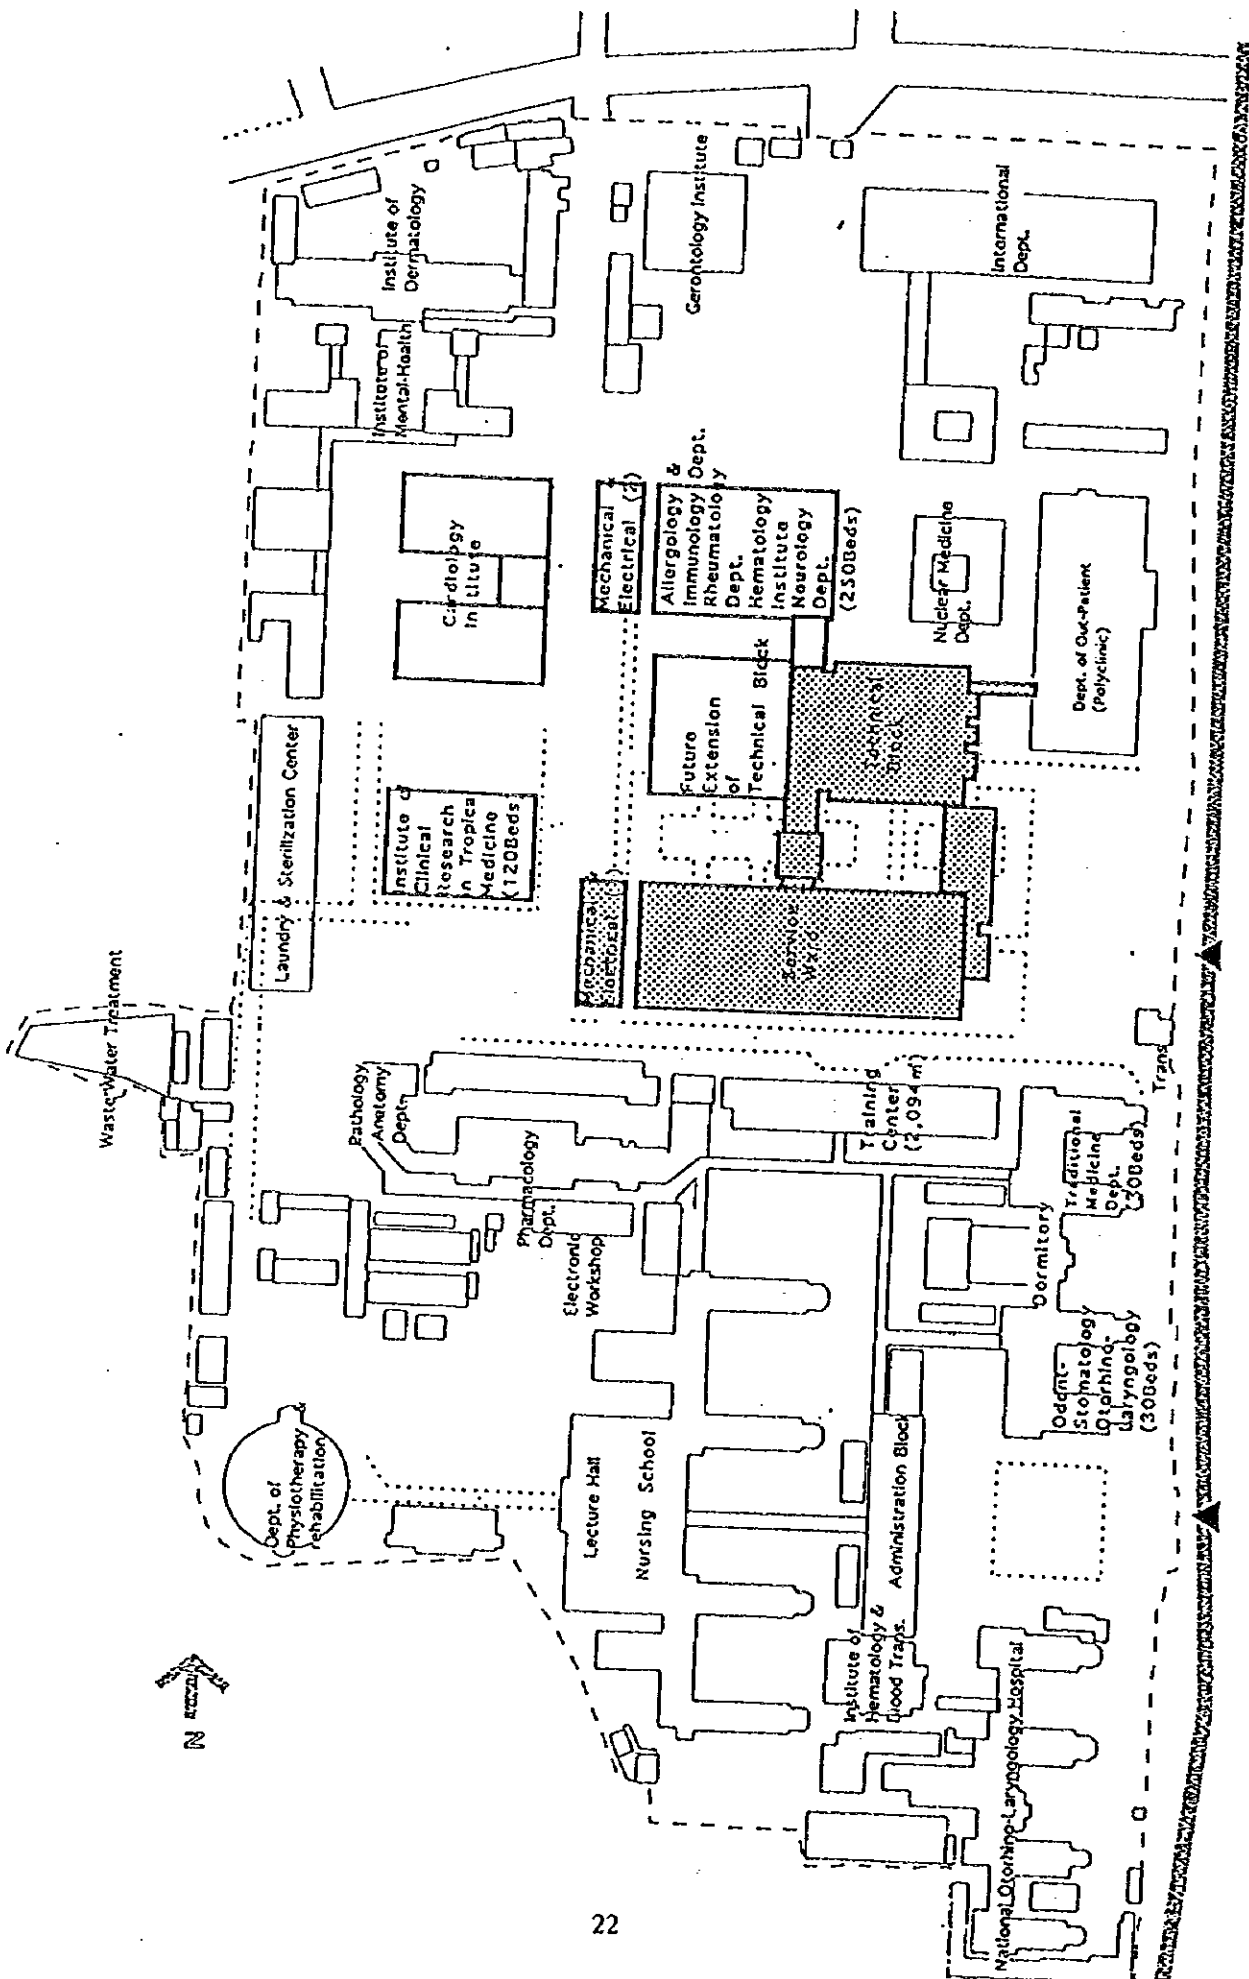 Waste Water Treatment
Laundry & Sterilization Center
Institute of
Dermatology
Institute of
Mental Health
Cardiology
Institute
Institute of
Clinical
Research
in Tropical
Medicine
(120Beds)
Gerontology Institute
International
Dept.
Mechanical &
Electrical (2)
Allergology &
Immunology Dept.
Rheumatology
Dept.
Hematology
Institute
Neurology
Dept.
(250Beds)
Nuclear Medicine
Dept.
Dept. of Out-Patient
(Polyclinic)
Future
Extension
of
Technical Block
Technical
Block
Mechanical &
Service
Ward
Pathology
Anatomy
Dept.
Pharmacology
Dept.
Electronic
Workshop
Training
Center
(2,094㎡)
Trans.
Traditional
Medicine
Dept.
(30Beds)
Dormitory
Odont-
Stomatology
Otorhino-
Laryngology
(30Beds)
Dept. of
Physiotherapy &
rehabilitation
Lecture Hall
Nursing School
Administration Block
Institute of
Hematology &
Blood Trans.
National Otorhino-Laryngology Hospital
N
22